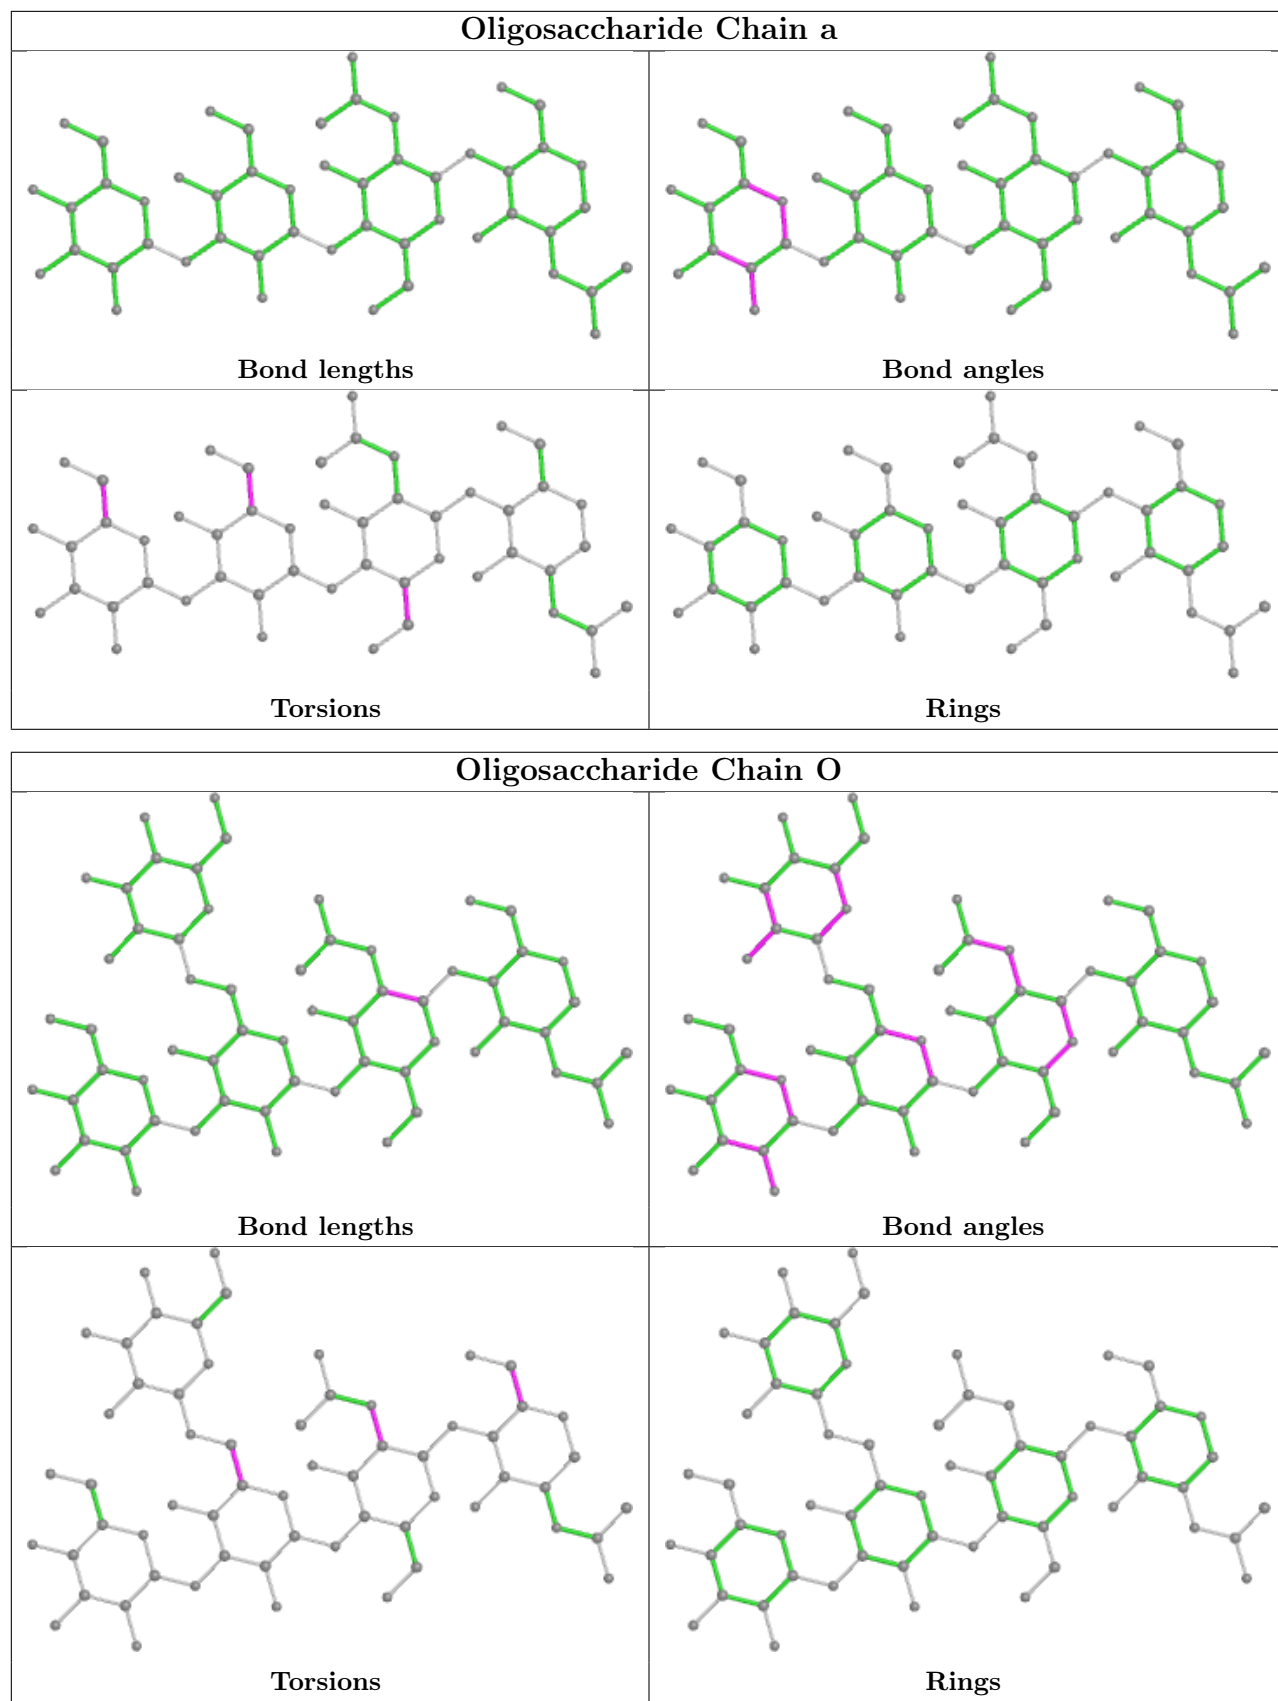 Oligosaccharide Chain a
Bond lengths
Bond angles
Torsions
Rings
Oligosaccharide Chain O
Bond lengths
Bond angles
Torsions
Rings